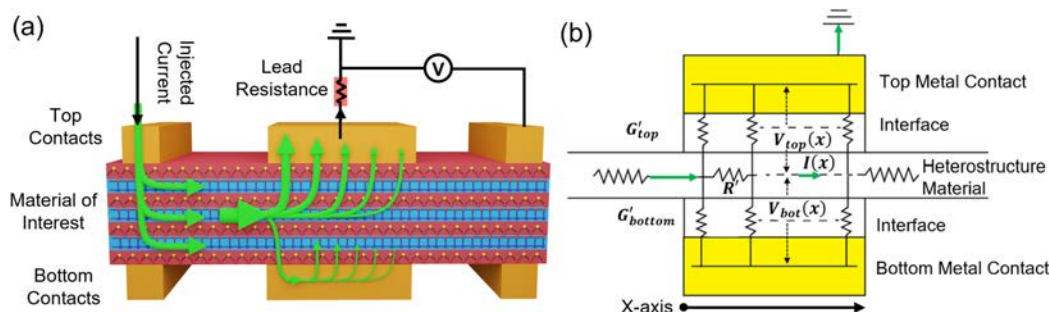 (a)
Injected
Current
Lead
Resistance
V
Top
Contacts
Material of
Interest
Bottom
Contacts
(b)
Top Metal Contact
G'top
Interface
Vtop(x)
I(x)
Heterostructure
Material
R'
G'bottom
Vbot(x)
Interface
Bottom Metal Contact
X-axis